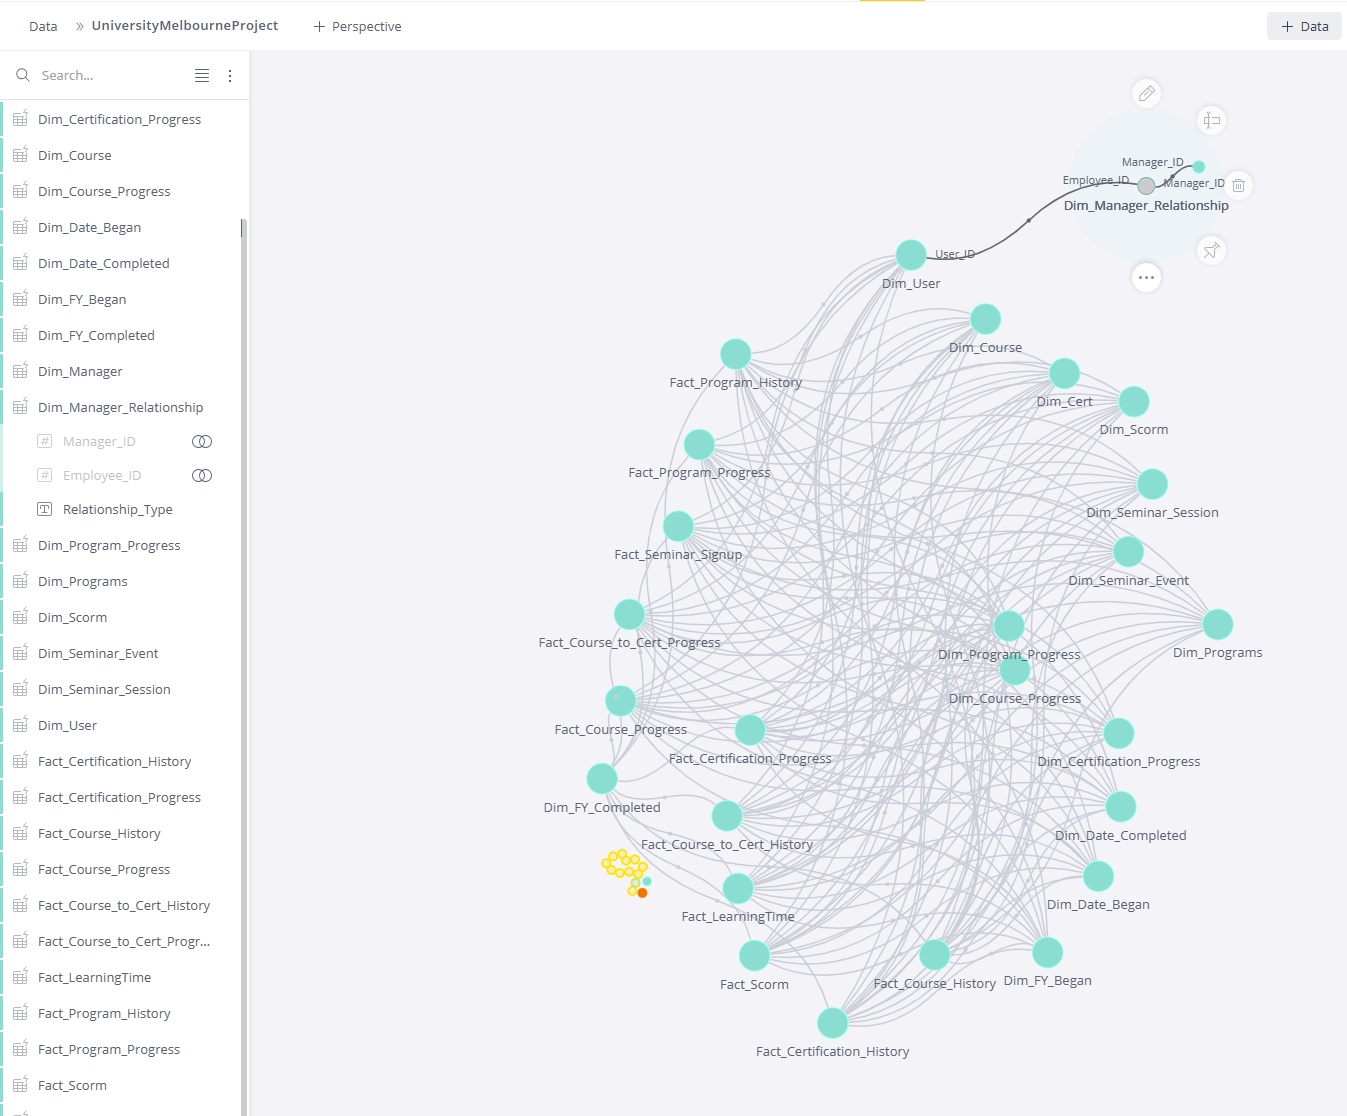 Data » UniversityMelbourneProject + Perspective + Data
Search...
Dim_Certification_Progress
Dim_Course
Dim_Course_Progress
Dim_Date_Began
Dim_Date_Completed
Dim_FY_Began
Dim_FY_Completed
Dim_Manager
Dim_Manager_Relationship
# Manager_ID
# Employee_ID
T Relationship_Type
Dim_Program_Progress
Dim_Programs
Dim_Scorm
Dim_Seminar_Event
Dim_Seminar_Session
Dim_User
Fact_Certification_History
Fact_Certification_Progress
Fact_Course_History
Fact_Course_Progress
Fact_Course_to_Cert_History
Fact_Course_to_Cert_Progr...
Fact_LearningTime
Fact_Program_History
Fact_Program_Progress
Fact_Scorm
Manager_ID
Employee_ID
Manager_ID
Dim_Manager_Relationship
User_ID
Dim_User
Dim_Course
Fact_Program_History
Dim_Cert
Dim_Scorm
Fact_Program_Progress
Dim_Seminar_Session
Fact_Seminar_Signup
Dim_Seminar_Event
Fact_Course_to_Cert_Progress
Dim_Program_Progress
Dim_Programs
Dim_Course_Progress
Fact_Course_Progress
Fact_Certification_Progress
Dim_Certification_Progress
Dim_FY_Completed
Dim_Date_Completed
Fact_Course_to_Cert_History
Dim_Date_Began
Fact_LearningTime
Fact_Scorm
Fact_Course_History
Dim_FY_Began
Fact_Certification_History